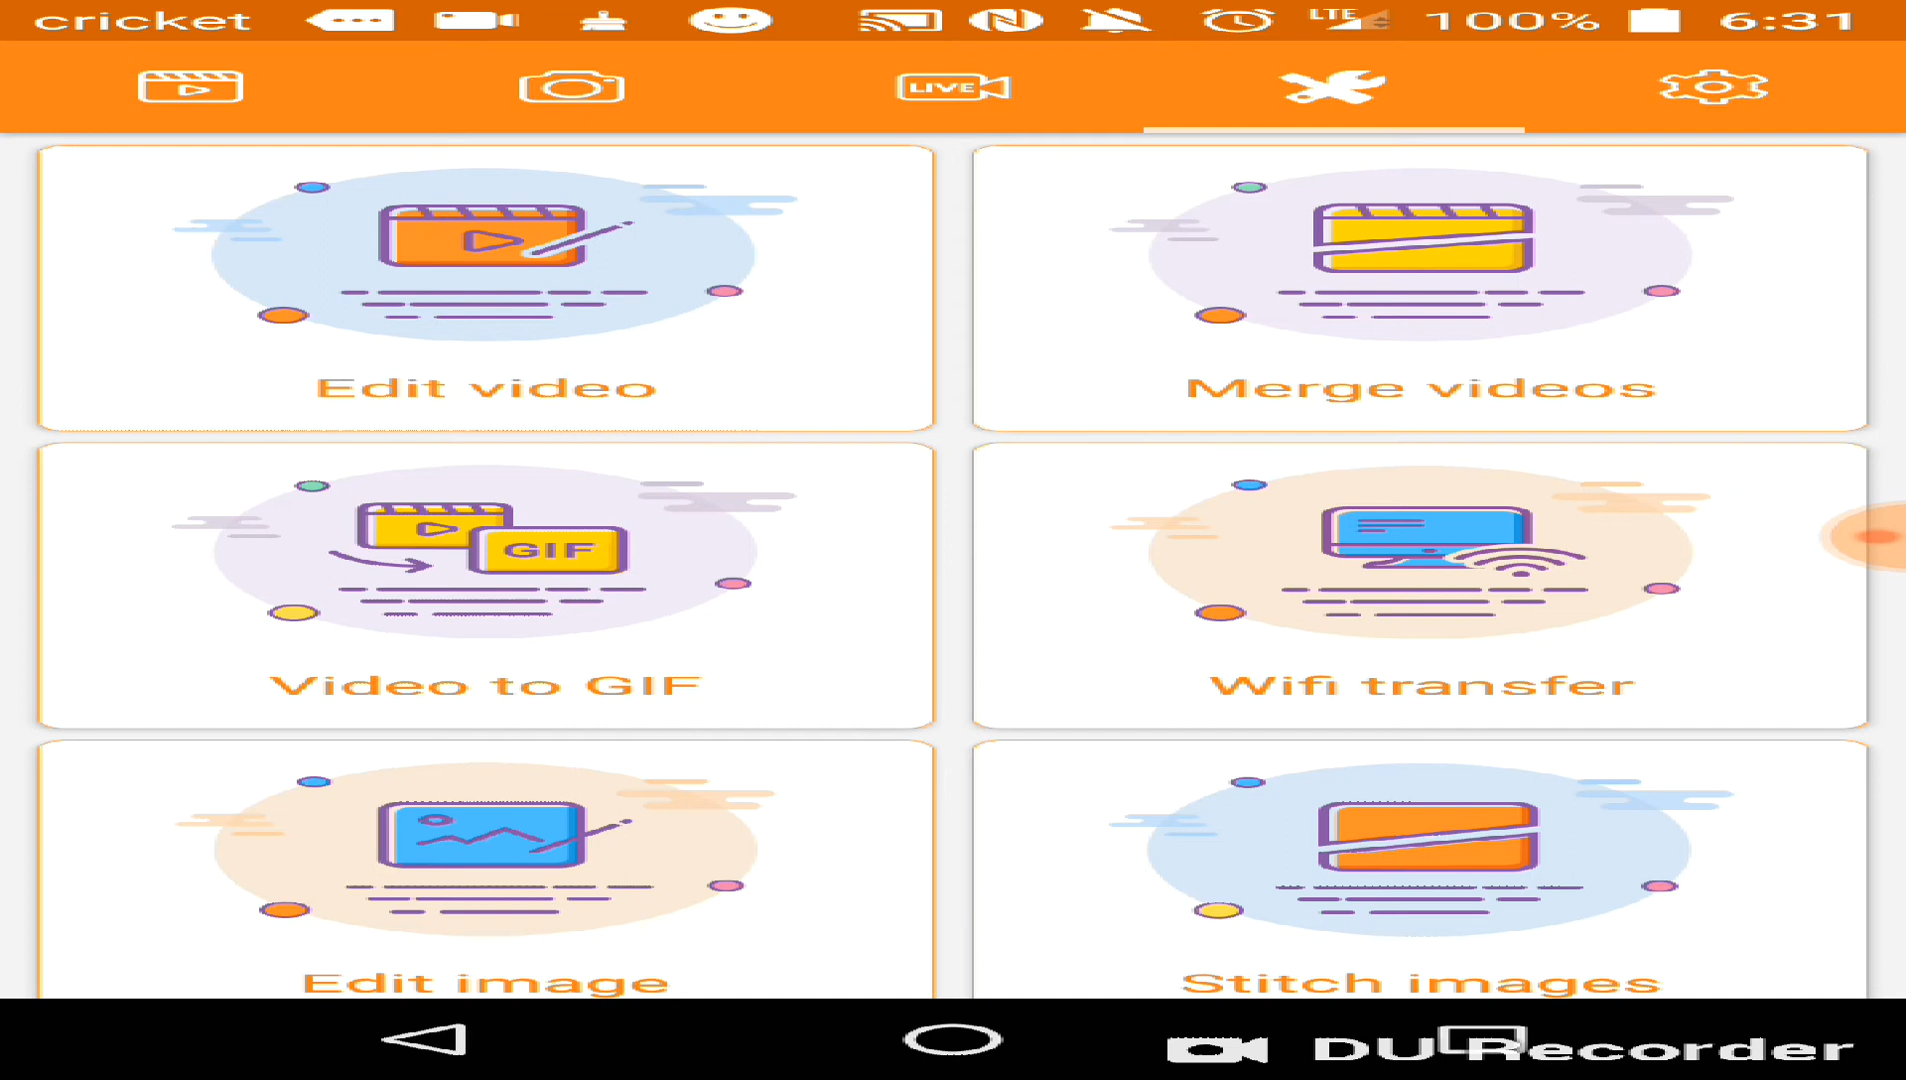 cricket LTE 100% 6:31
LIVE
Edit video
Merge videos
GIF
Video to GIF
Wifi transfer
Edit image
Stitch images
DU Recorder